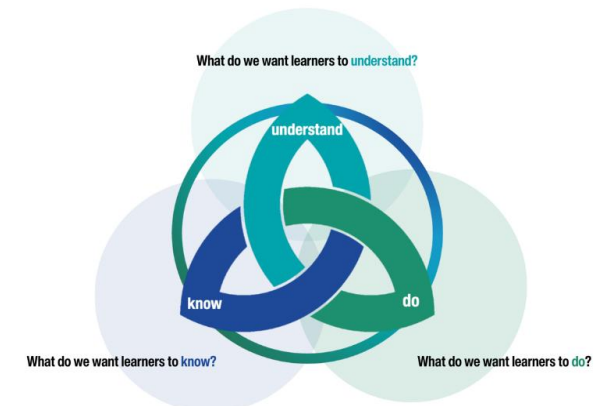 What do we want learners to understand?
understand
know
do
What do we want learners to know?
What do we want learners to do?